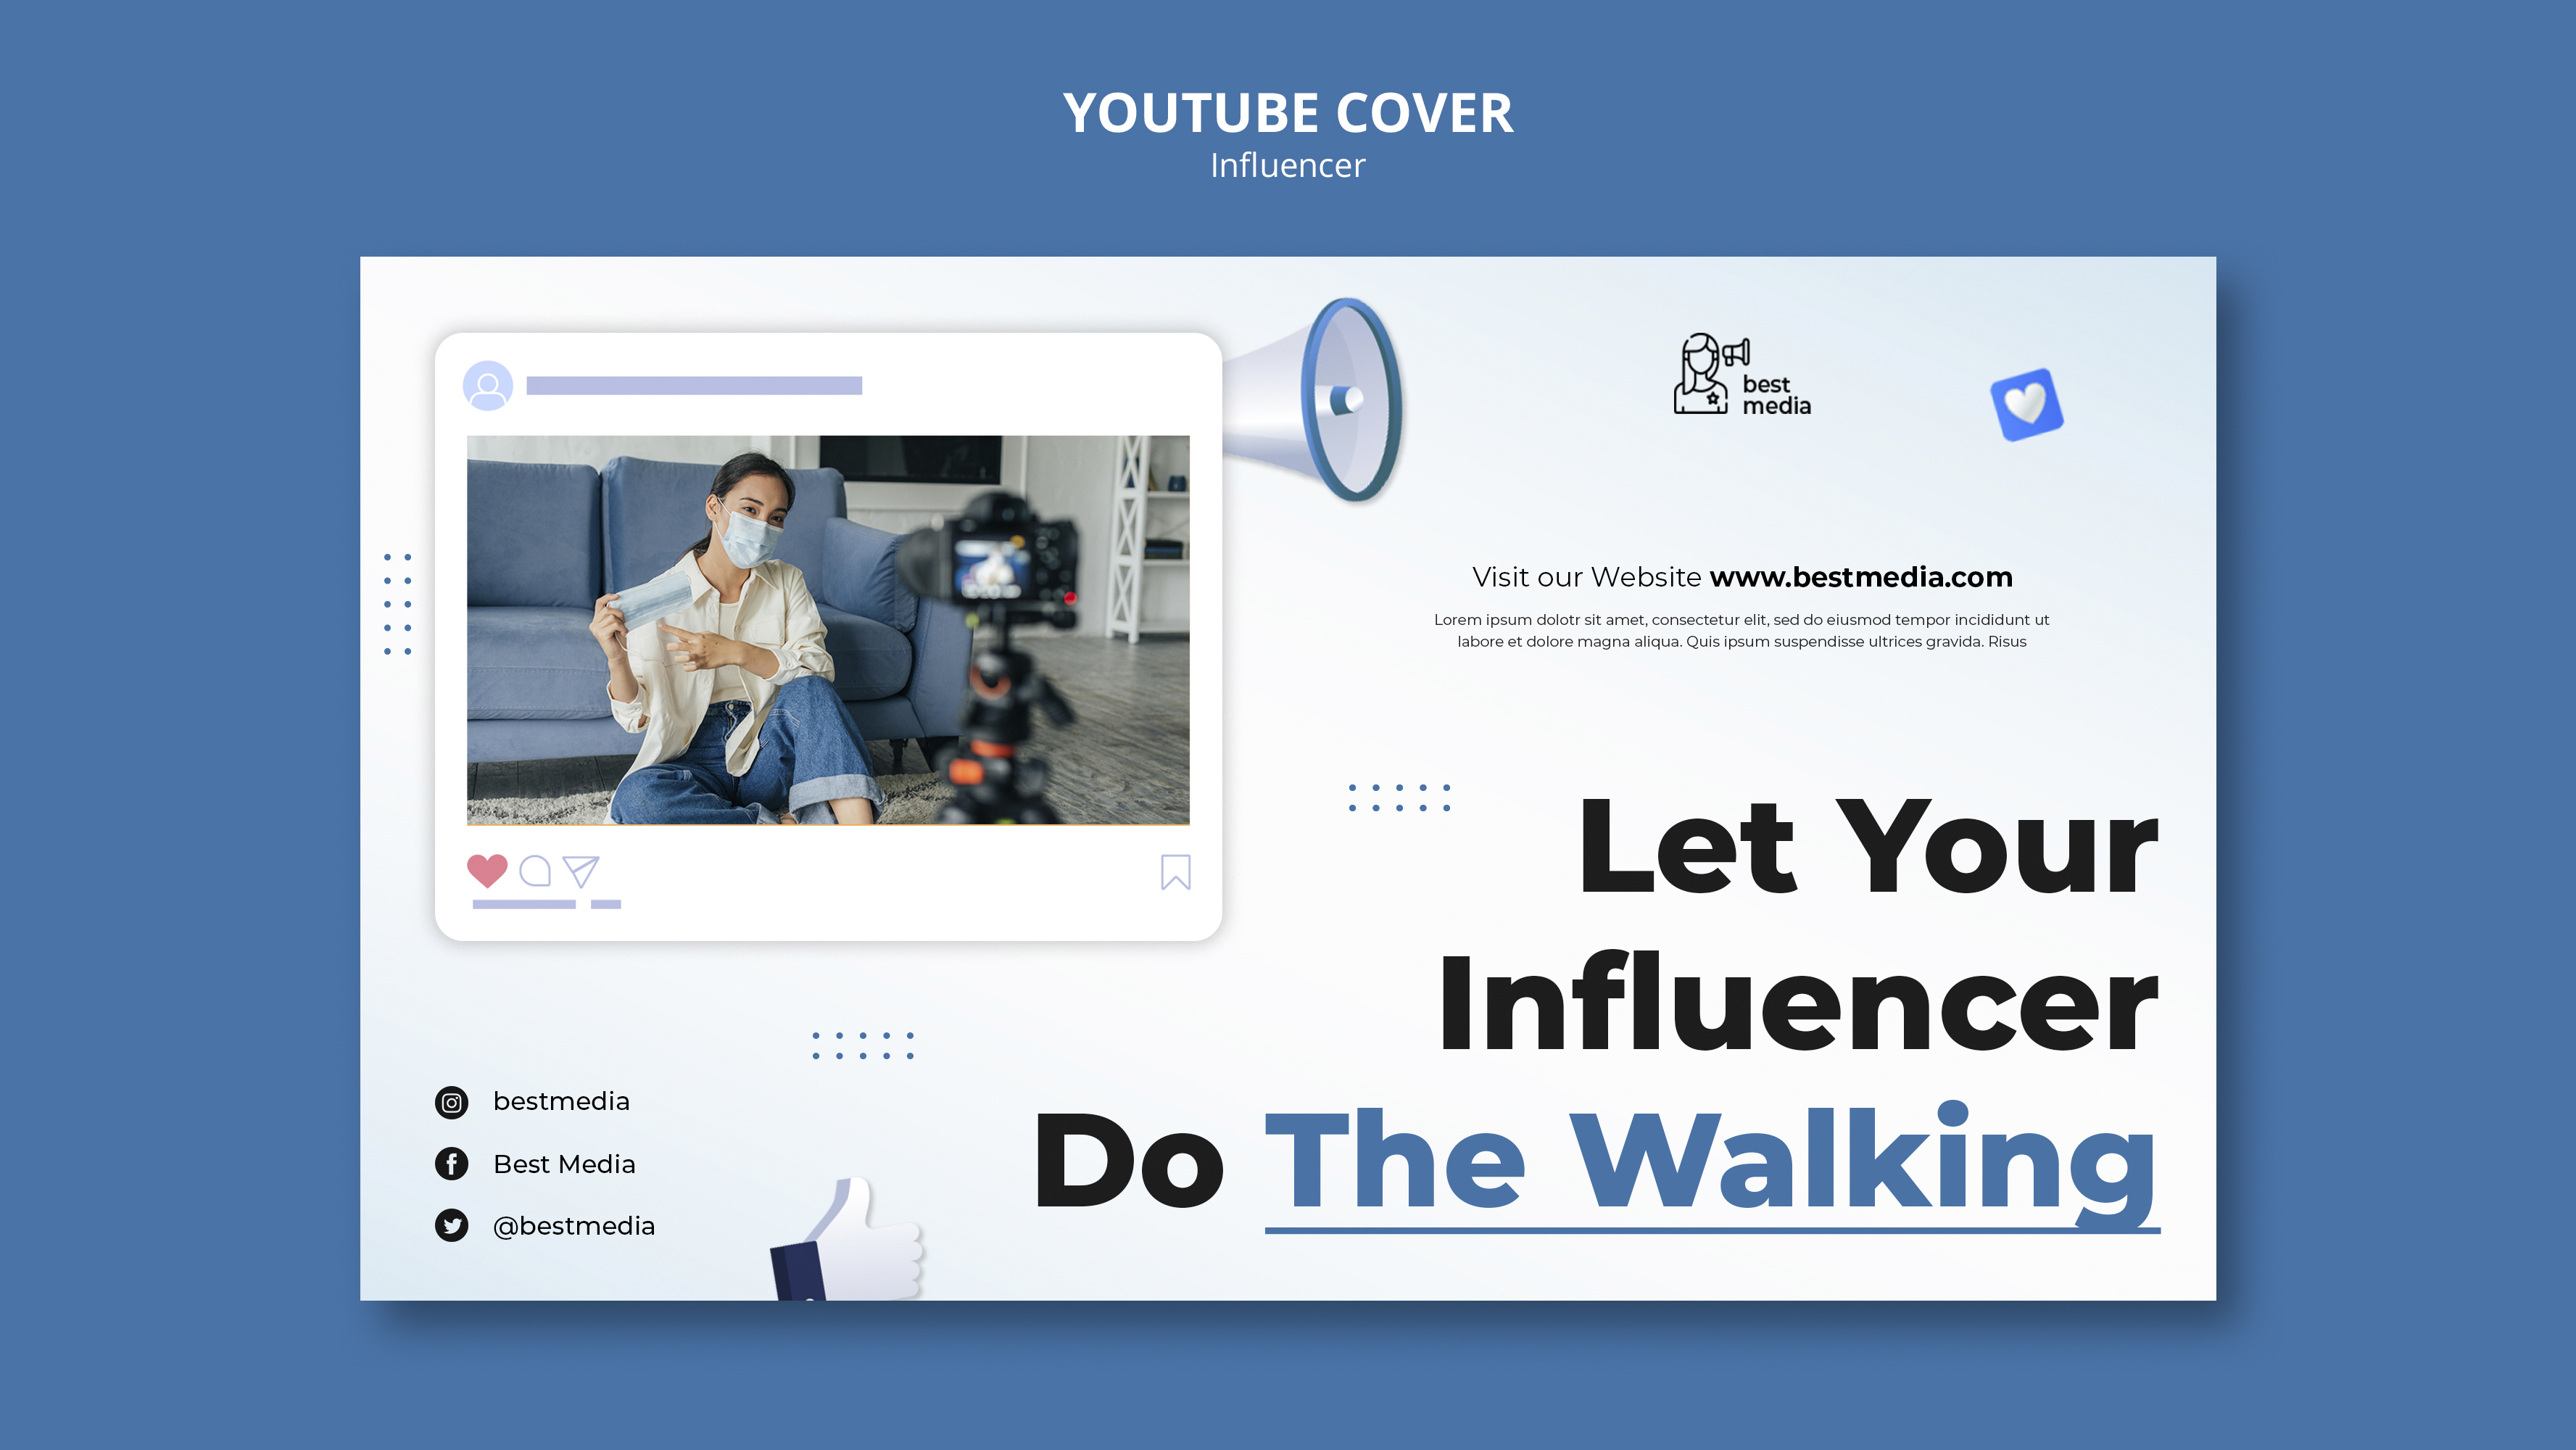 YOUTUBE COVER
Influencer
best
media
Visit our Website www.bestmedia.com
Lorem ipsum dolotr sit amet, consectetur elit, sed do eiusmod tempor incididunt ut
labore et dolore magna aliqua. Quis ipsum suspendisse ultrices gravida. Risus
Let Your
Influencer
Do The Walking
bestmedia
Best Media
@bestmedia